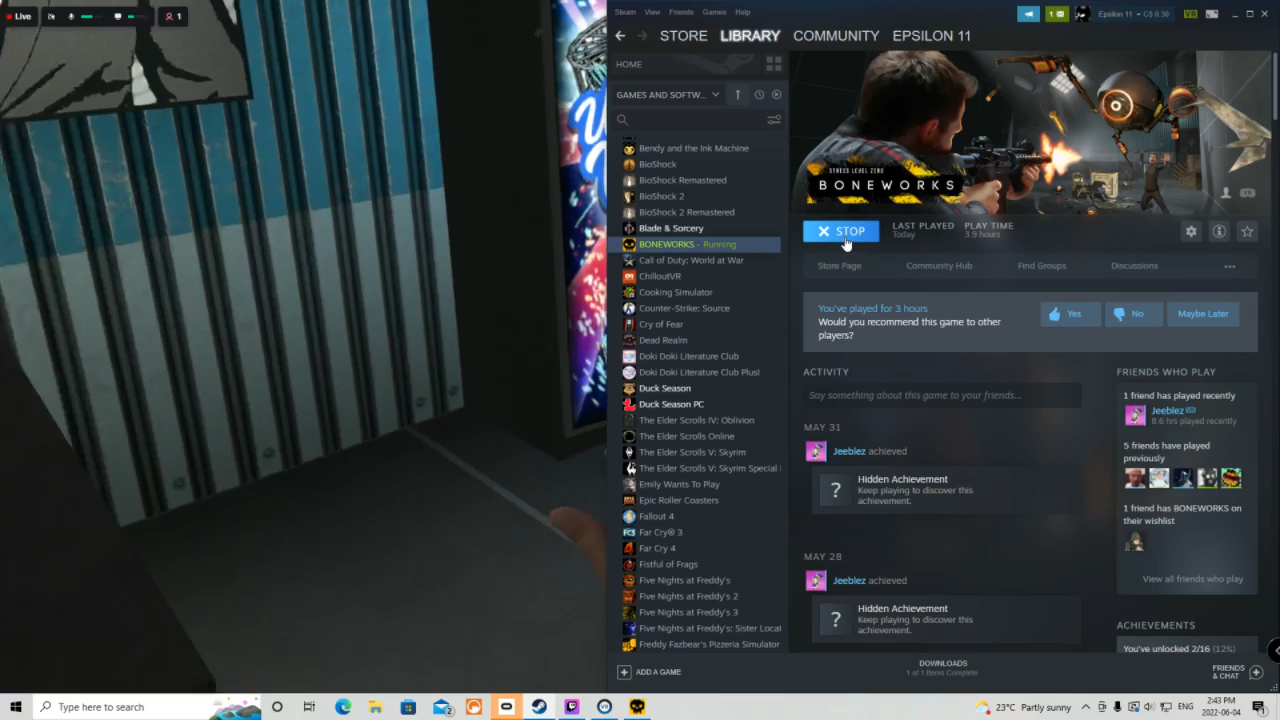 Live
1
Steam View Friends Games Help
1
Epsilon 11
C$ 8.30
VR
STORE LIBRARY COMMUNITY EPSILON 11
HOME
GAMES AND SOFTW...
Bendy and the Ink Machine
BioShock
BioShock Remastered
BioShock 2
BioShock 2 Remastered
Blade & Sorcery
BONEWORKS - Running
Call of Duty: World at War
ChilloutVR
Cooking Simulator
Counter-Strike: Source
Cry of Fear
Dead Realm
Doki Doki Literature Club
Doki Doki Literature Club Plus!
Duck Season
Duck Season PC
The Elder Scrolls IV: Oblivion
The Elder Scrolls Online
The Elder Scrolls V: Skyrim
The Elder Scrolls V: Skyrim Special
Emily Wants To Play
Epic Roller Coasters
Fallout 4
Far Cry® 3
Far Cry 4
Fistful of Frags
Five Nights at Freddy's
Five Nights at Freddy's 2
Five Nights at Freddy's 3
Five Nights at Freddy's: Sister Locat
Freddy Fazbear's Pizzeria Simulator
STRESS LEVEL ZERO
BONEWORKS
STOP
LAST PLAYED
Today
PLAY TIME
3.9 hours
Store Page Community Hub Find Groups Discussions ...
You've played for 3 hours
Would you recommend this game to other
players?
Yes No Maybe Later
ACTIVITY
Say something about this game to your friends...
MAY 31
Jeeblez achieved
?
Hidden Achievement
Keep playing to discover this
achievement.
MAY 28
Jeeblez achieved
?
Hidden Achievement
Keep playing to discover this
achievement.
FRIENDS WHO PLAY
1 friend has played recently
Jeeblez
8.6 hrs played recently
5 friends have played
previously
1 friend has BONEWORKS on
their wishlist
View all friends who play
ACHIEVEMENTS
You've unlocked 2/16 (12%)
ADD A GAME
DOWNLOADS
1 of 1 Items Complete
FRIENDS
& CHAT
Type here to search
2
23°C Partly sunny
ENG
2:43 PM
2022-06-04
1